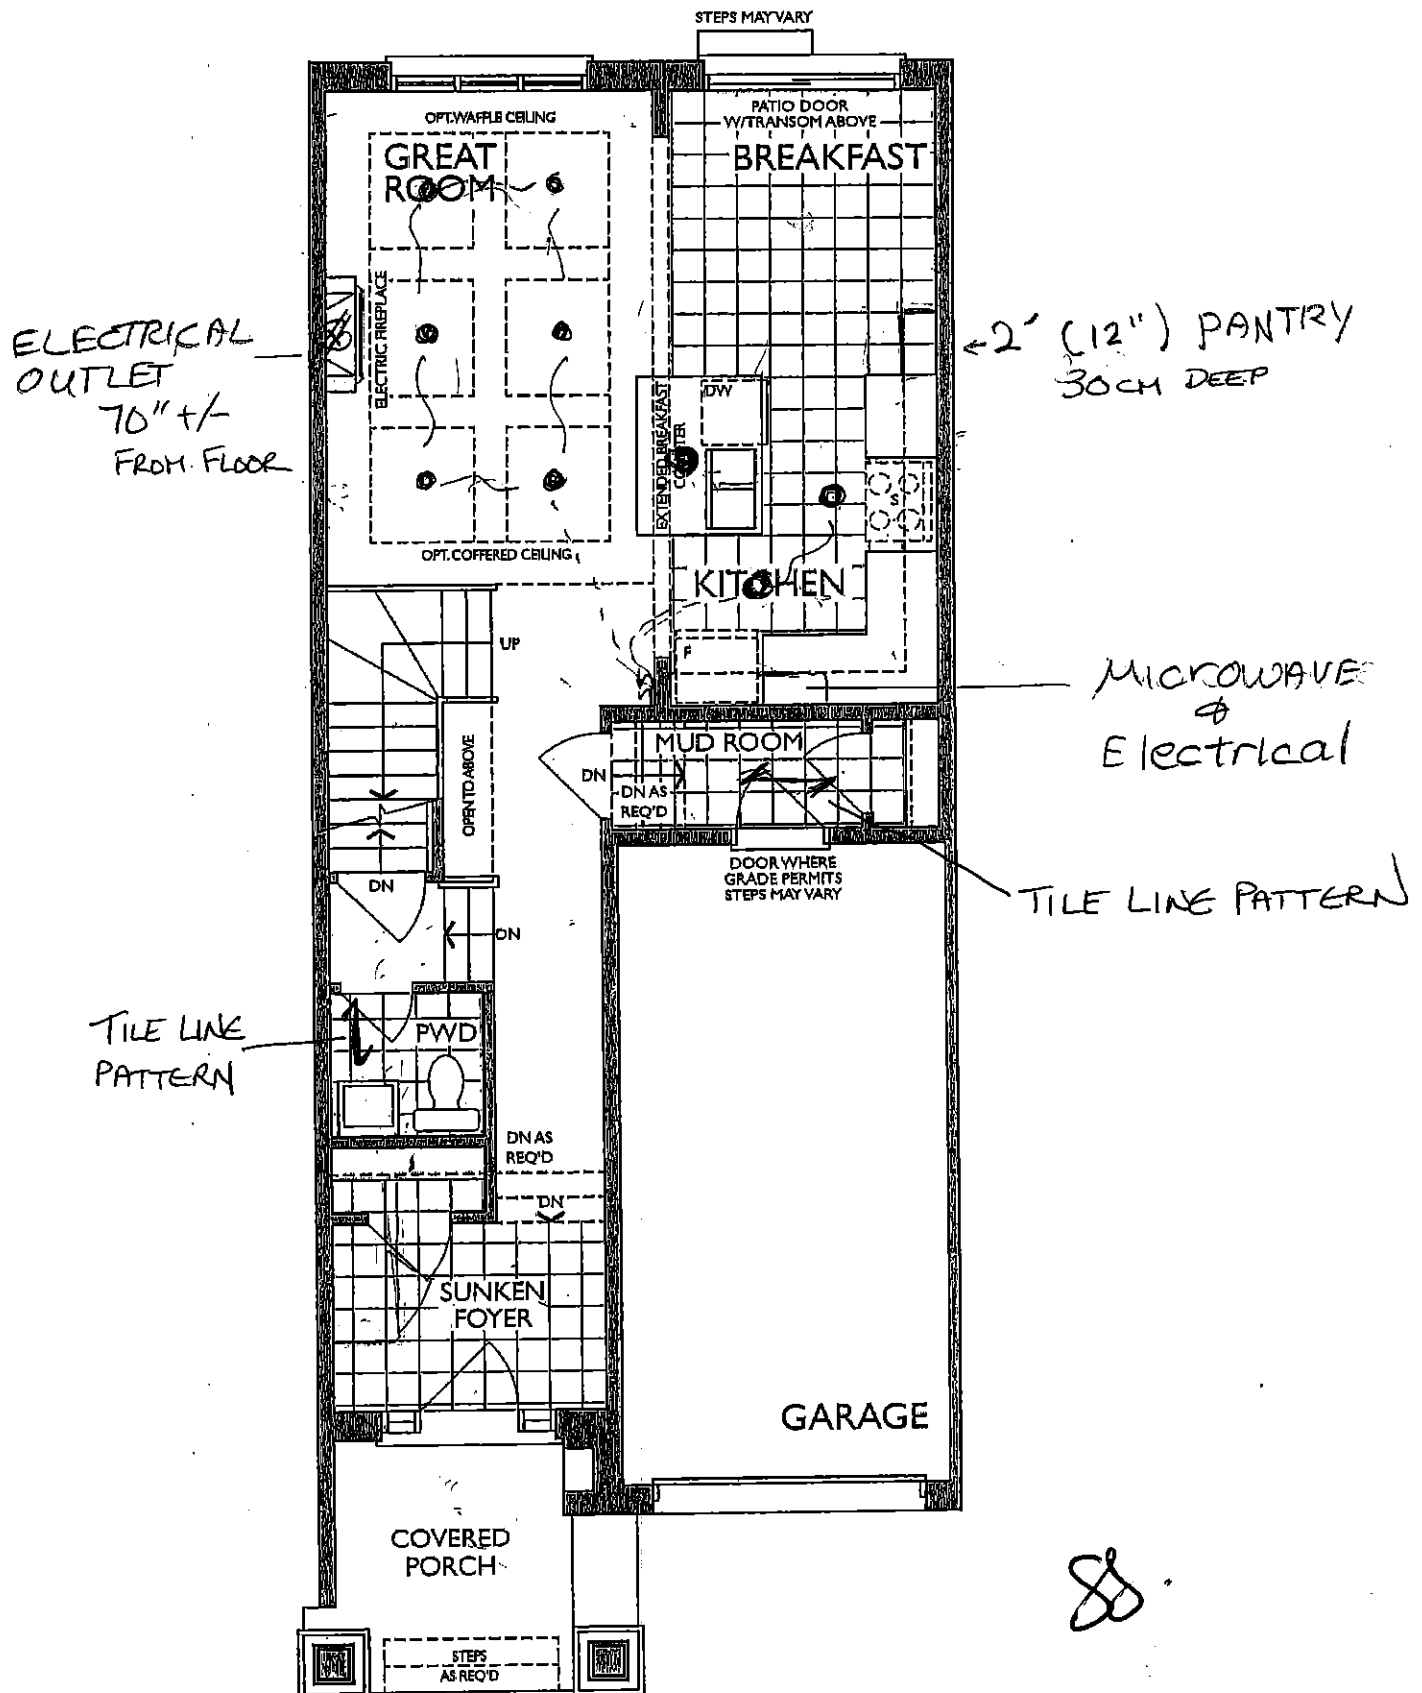 STEPS MAY VARY
PATIO DOOR
W/TRANSOM ABOVE
BREAKFAST
OPT. WAFFLE CEILING
GREAT
ROOM
ELECTRIC FIREPLACE
ELECTRICAL
OUTLET
70" +/-
FROM FLOOR
2' (12") PANTRY
30CM DEEP
DW
EXTENDED BREAKFAST
COUNTER
S
OPT. COFFERED CEILING
KITCHEN
F
UP
MICROWAVE
&
Electrical
MUD ROOM
DN
DN AS
REQ'D
OPEN TO ABOVE
DOOR WHERE
GRADE PERMITS
STEPS MAY VARY
TILE LINE PATTERN
DN
DN
TILE LINE
PATTERN
PWD
DN AS
REQ'D
DN
SUNKEN
FOYER
GARAGE
COVERED
PORCH
STEPS
AS REQ'D